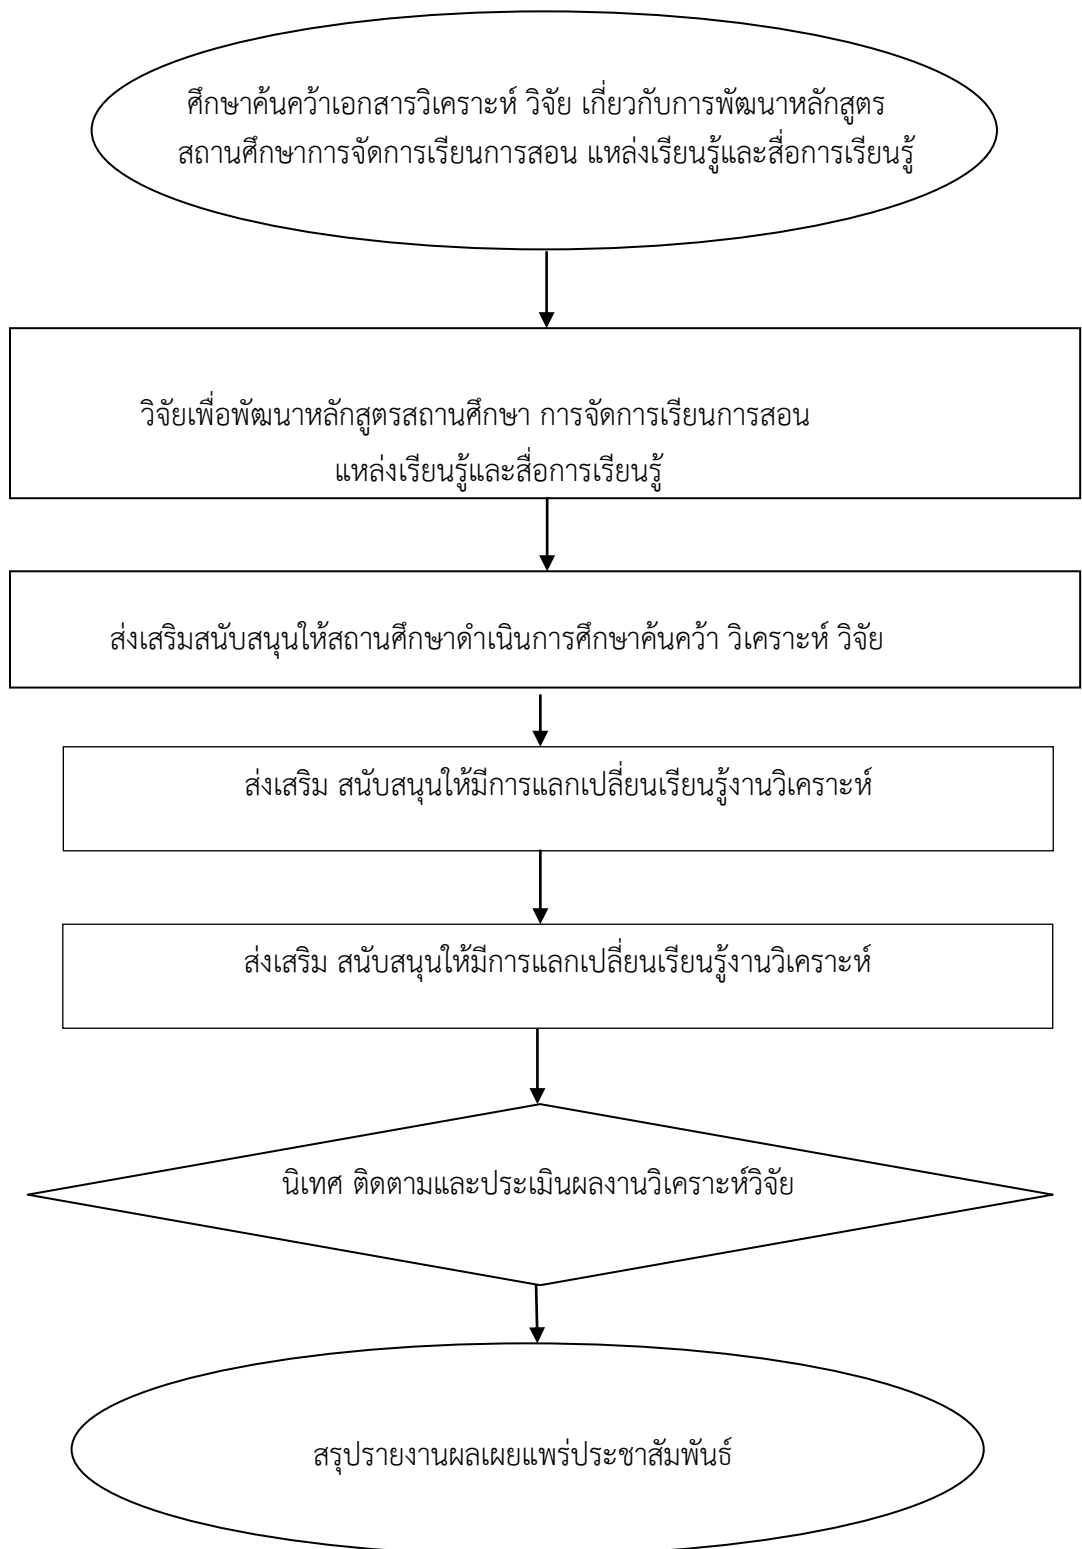 ศึกษาค้นคว้าเอกสารวิเคราะห์ วิจัย เกี่ยวกับการพัฒนาหลักสูตร
สถานศึกษาการจัดการเรียนการสอน แหล่งเรียนรู้และสื่อการเรียนรู้
วิจัยเพื่อพัฒนาหลักสูตรสถานศึกษา การจัดการเรียนการสอน
แหล่งเรียนรู้และสื่อการเรียนรู้
ส่งเสริมสนับสนุนให้สถานศึกษาดำเนินการศึกษาค้นคว้า วิเคราะห์ วิจัย
ส่งเสริม สนับสนุนให้มีการแลกเปลี่ยนเรียนรู้งานวิเคราะห์
ส่งเสริม สนับสนุนให้มีการแลกเปลี่ยนเรียนรู้งานวิเคราะห์
นิเทศ ติดตามและประเมินผลงานวิเคราะห์วิจัย
สรุปรายงานผลเผยแพร่ประชาสัมพันธ์